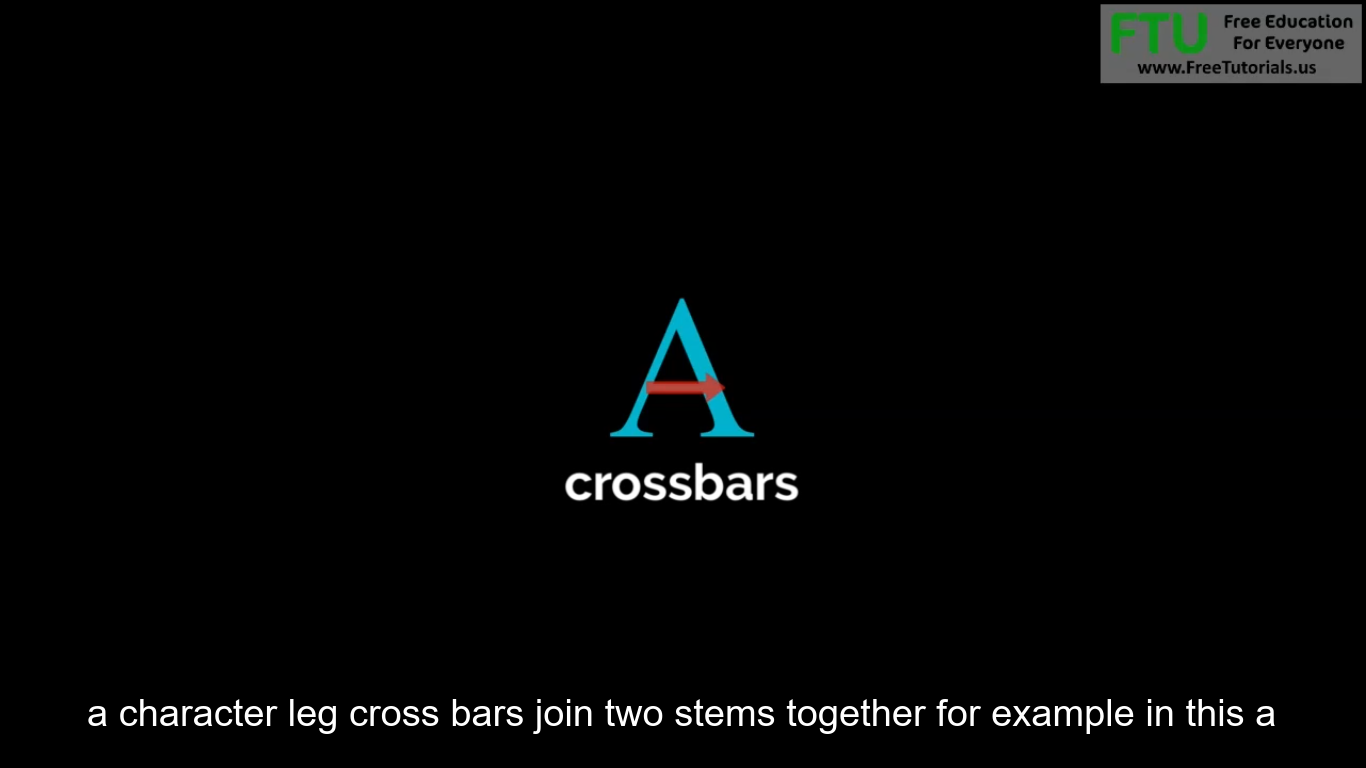 FTU
Free Education
For Everyone
www.FreeTutorials.us
A
crossbars
a character leg cross bars join two stems together for example in this a